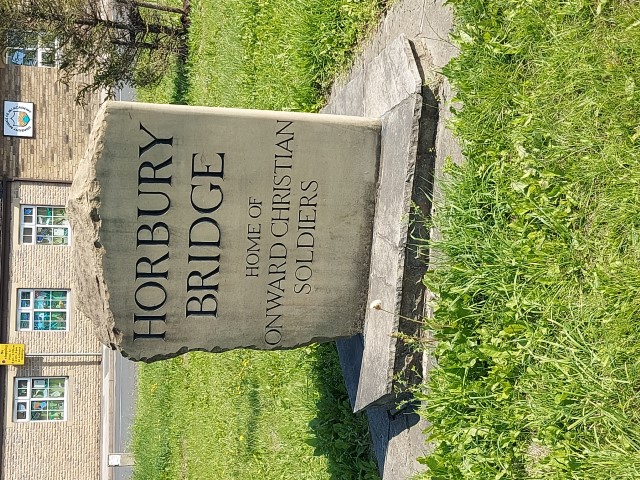 HORBURY
BRIDGE
HOME OF
ONWARD CHRISTIAN
SOLDIERS